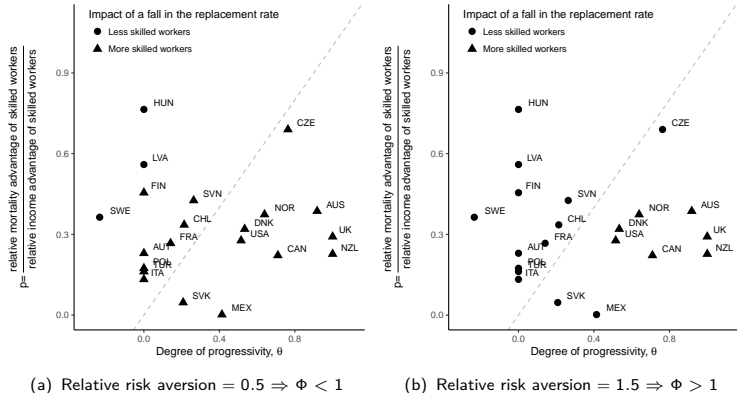 Impact of a fall in the replacement rate
Less skilled workers
More skilled workers
p=
relative mortality advantage of skilled workers
relative income advantage of skilled workers
0.9
0.6
0.3
0.0
HUN
CZE
LVA
FIN
SVN
SWE
CHL
NOR
AUS
DNK
FRA
USA
UK
AUT
CAN
NZL
POL
TUR
ITA
SVK
MEX
0.0
0.4
0.8
Degree of progressivity, θ
(a) Relative risk aversion = 0.5 ⇒ Φ < 1
Impact of a fall in the replacement rate
Less skilled workers
More skilled workers
p=
relative mortality advantage of skilled workers
relative income advantage of skilled workers
0.9
0.6
0.3
0.0
HUN
CZE
LVA
FIN
SVN
SWE
CHL
NOR
AUS
DNK
FRA
USA
UK
AUT
CAN
NZL
POL
TUR
ITA
SVK
MEX
0.0
0.4
0.8
Degree of progressivity, θ
(b) Relative risk aversion = 1.5 ⇒ Φ > 1